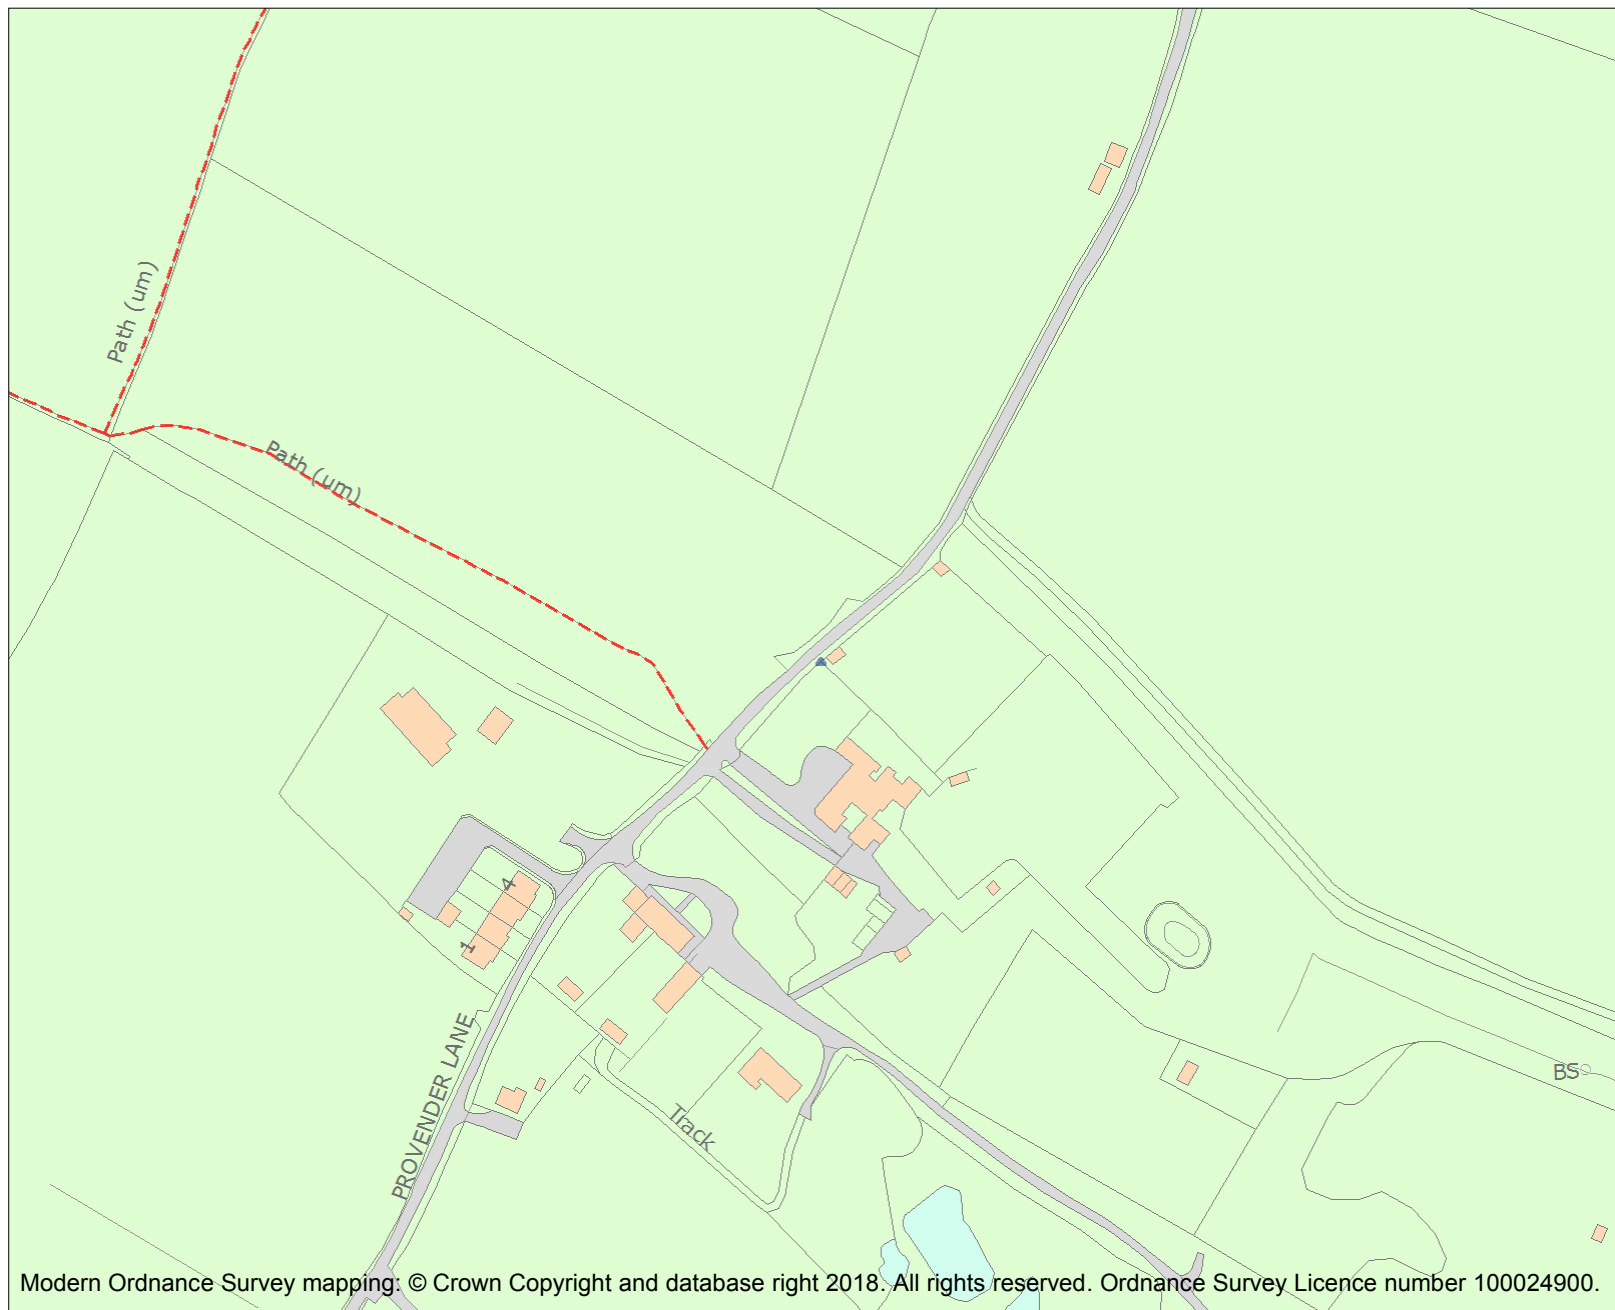 Path (um)
Path (um)
4
1
PROVENDER LANE
Track
BS
Modern Ordnance Survey mapping: © Crown Copyright and database right 2018. All rights reserved. Ordnance Survey Licence number 100024900.